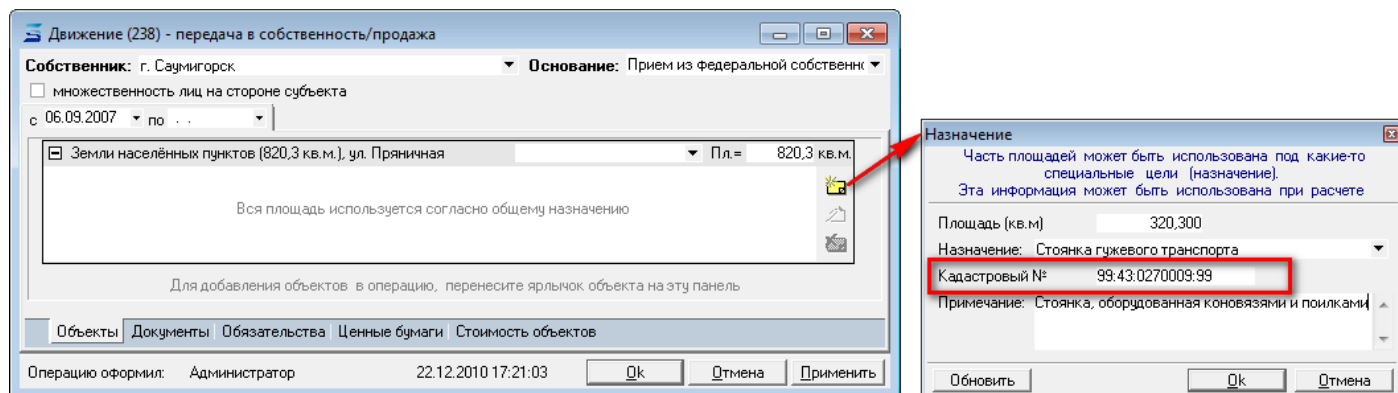 Движение (238) - передача в собственность/продажа
Собственник: г. Саумигорск Основание: Прием из федеральной собственн
множественность лиц на стороне субъекта
с 06.09.2007 по . .
Земли населённых пунктов (820,3 кв.м.), ул. Пряничная Пл.= 820,3 кв.м.
Вся площадь используется согласно общему назначению
Для добавления объектов в операцию, перенесите ярлычок объекта на эту панель
Объекты Документы Обязательства Ценные бумаги Стоимость объектов
Операцию оформил: Администратор 22.12.2010 17:21:03 Ok Отмена Применить
Назначение
Часть площадей может быть использована под какие-то
специальные цели (назначение).
Эта информация может быть использована при расчете
Площадь (кв.м) 320,300
Назначение: Стоянка гужевого транспорта
Кадастровый № 99:43:0270009:99
Примечание: Стоянка, оборудованная коновязями и поилками
Обновить Ok Отмена